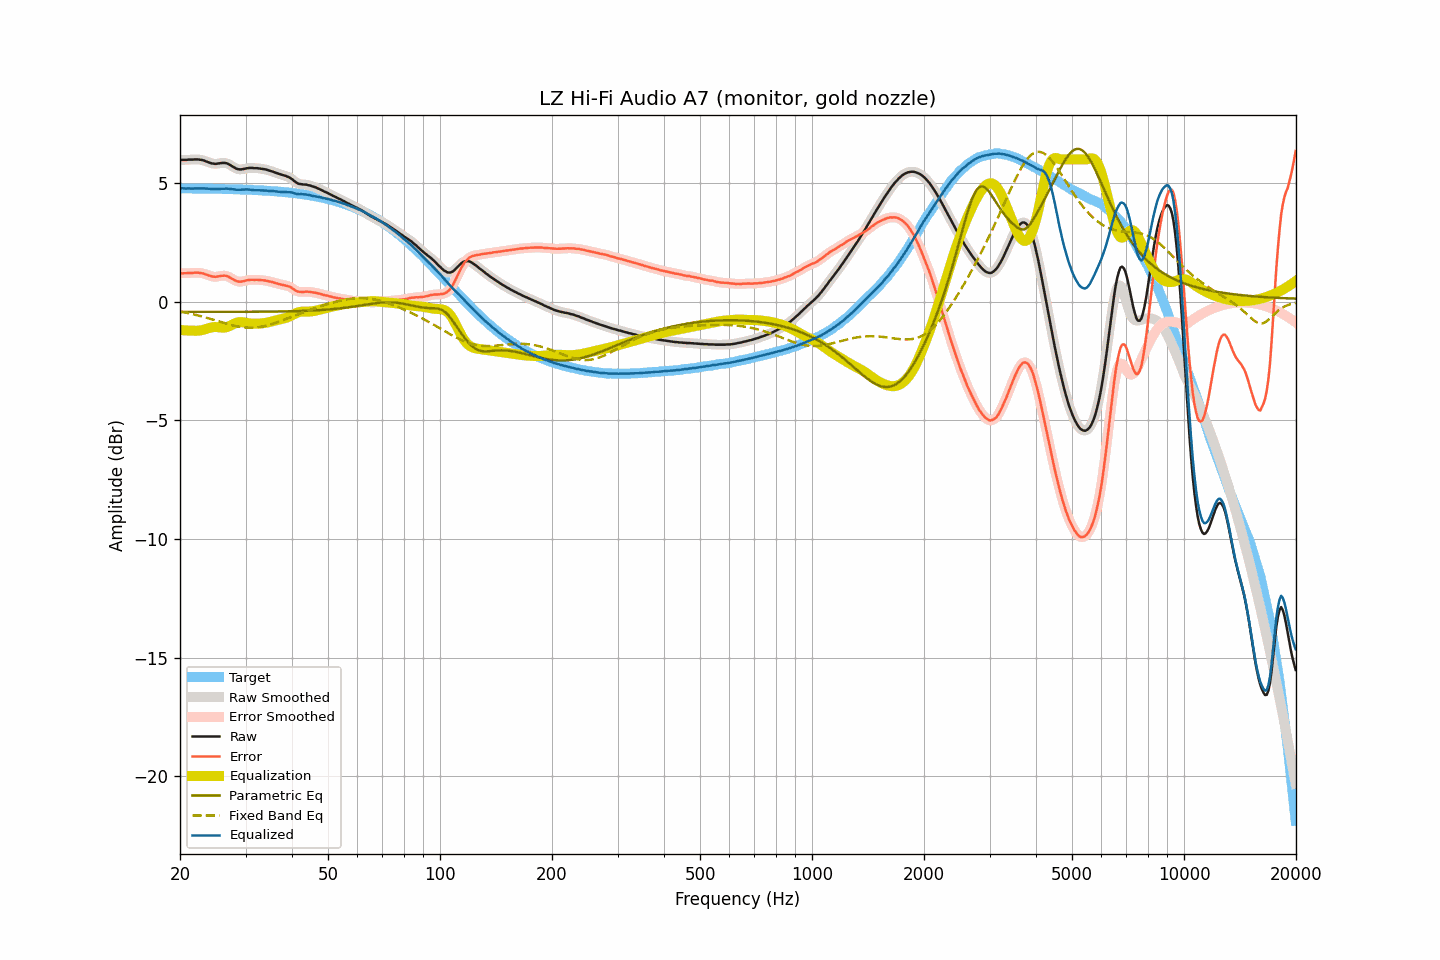 LZ Hi-Fi Audio A7 (monitor, gold nozzle)
Amplitude (dBr)
5
0
−5
−10
−15
−20
Target
Raw Smoothed
Error Smoothed
Raw
Error
Equalization
Parametric Eq
Fixed Band Eq
Equalized
20 50 100 200 500 1000 2000 5000 10000 20000
Frequency (Hz)